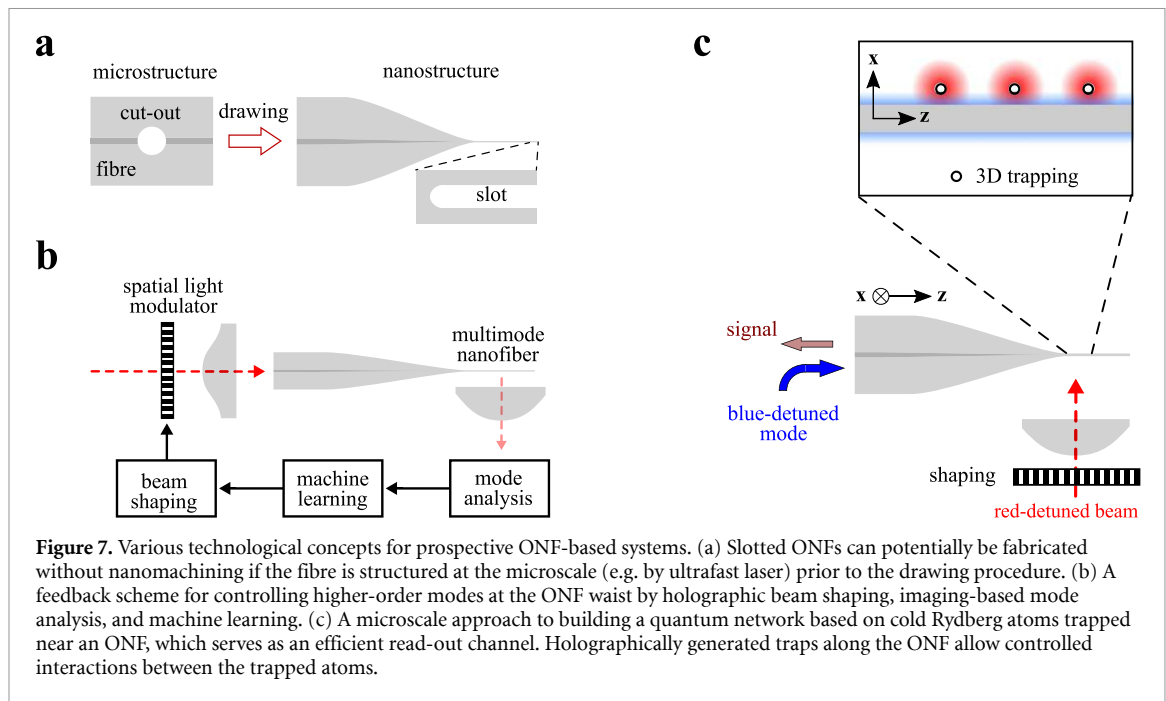 a
microstructure
nanostructure
cut-out
drawing
fibre
slot
b
spatial light
modulator
multimode
nanofiber
beam
shaping
machine
learning
mode
analysis
c
x
z
3D trapping
x
z
signal
blue-detuned
mode
shaping
red-detuned beam
Figure 7. Various technological concepts for prospective ONF-based systems. (a) Slotted ONFs can potentially be fabricated
without nanomachining if the fibre is structured at the microscale (e.g. by ultrafast laser) prior to the drawing procedure. (b) A
feedback scheme for controlling higher-order modes at the ONF waist by holographic beam shaping, imaging-based mode
analysis, and machine learning. (c) A microscale approach to building a quantum network based on cold Rydberg atoms trapped
near an ONF, which serves as an efficient read-out channel. Holographically generated traps along the ONF allow controlled
interactions between the trapped atoms.